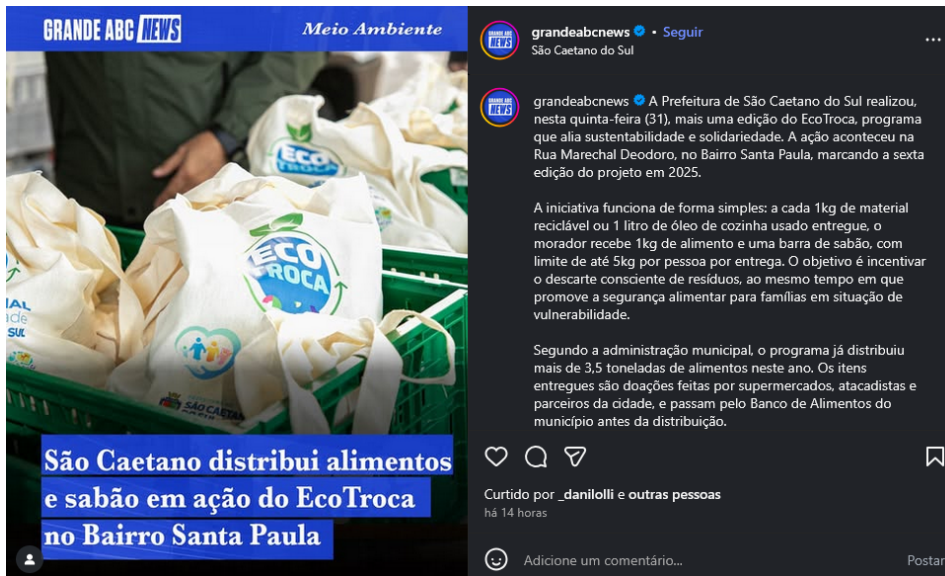 GRANDE ABC NEWS
Meio Ambiente
ECO
TROCA
ECO
TROCA
SUL
SÃO CAETANO
São Caetano distribui alimentos
e sabão em ação do EcoTroca
no Bairro Santa Paula
grandeabcnews • Seguir
São Caetano do Sul
grandeabcnews A Prefeitura de São Caetano do Sul realizou,
nesta quinta-feira (31), mais uma edição do EcoTroca, programa
que alia sustentabilidade e solidariedade. A ação aconteceu na
Rua Marechal Deodoro, no Bairro Santa Paula, marcando a sexta
edição do projeto em 2025.
A iniciativa funciona de forma simples: a cada 1kg de material
reciclável ou 1 litro de óleo de cozinha usado entregue, o
morador recebe 1kg de alimento e uma barra de sabão, com
limite de até 5kg por pessoa por entrega. O objetivo é incentivar
o descarte consciente de resíduos, ao mesmo tempo em que
promove a segurança alimentar para famílias em situação de
vulnerabilidade.
Segundo a administração municipal, o programa já distribuiu
mais de 3,5 toneladas de alimentos neste ano. Os itens
entregues são doações feitas por supermercados, atacadistas e
parceiros da cidade, e passam pelo Banco de Alimentos do
município antes da distribuição.
Curtido por _danilolli e outras pessoas
há 14 horas
Adicione um comentário...
Postar